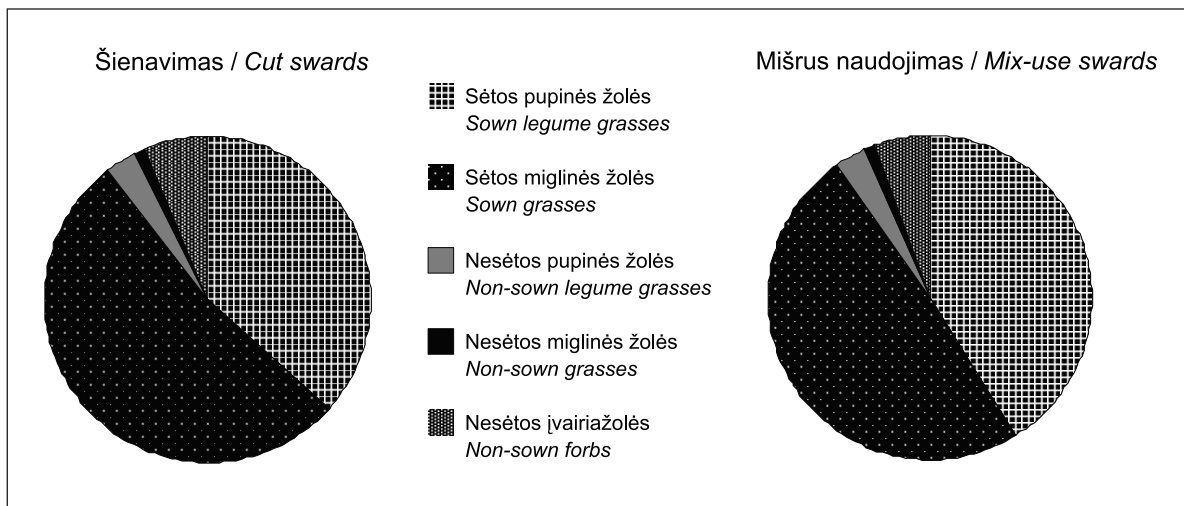 Šienavimas / Cut swards
Mišrus naudojimas / Mix-use swards
Sėtos pupinės žolės
Sown legume grasses
Sėtos miglinės žolės
Sown grasses
Nesėtos pupinės žolės
Non-sown legume grasses
Nesėtos miglinės žolės
Non-sown grasses
Nesėtos įvairiažolės
Non-sown forbs